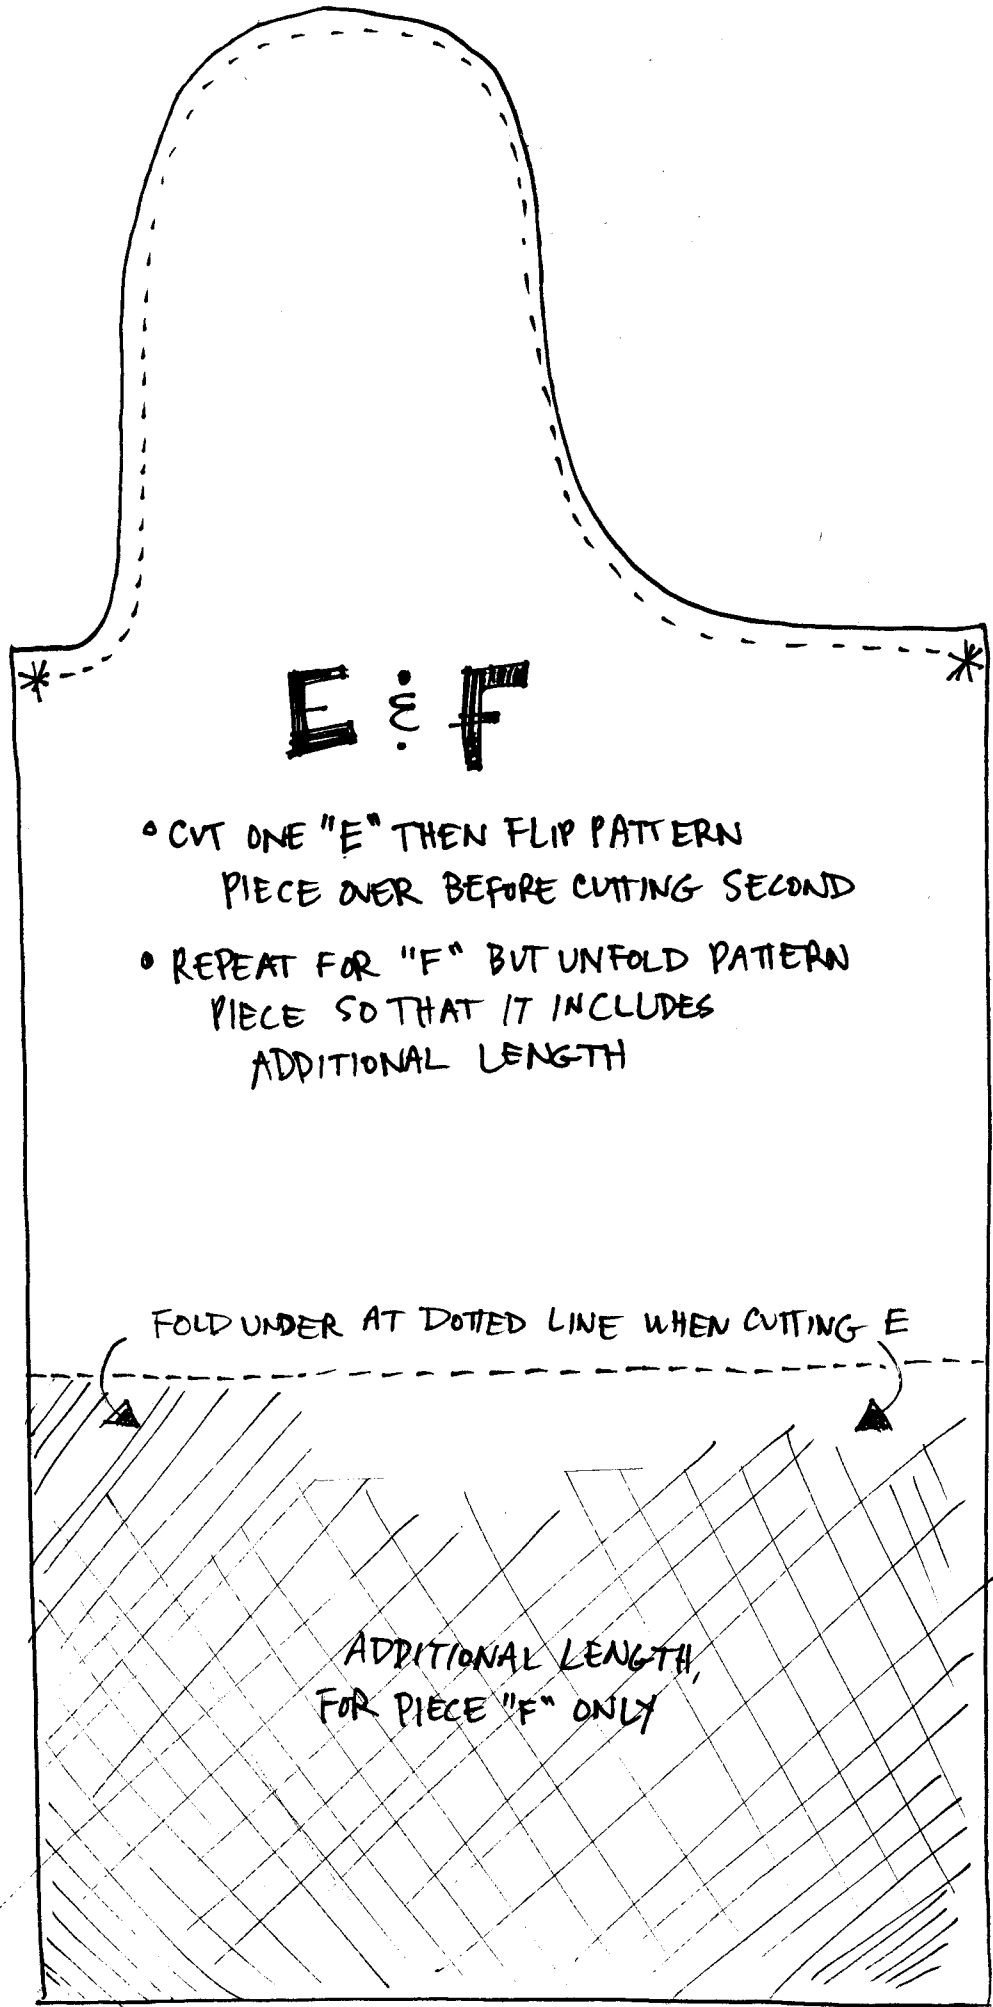 E & F
• CUT ONE "E" THEN FLIP PATTERN
PIECE OVER BEFORE CUTTING SECOND
• REPEAT FOR "F" BUT UNFOLD PATTERN
PIECE SO THAT IT INCLUDES
ADDITIONAL LENGTH
FOLD UNDER AT DOTTED LINE WHEN CUTTING E
ADDITIONAL LENGTH,
FOR PIECE "F" ONLY